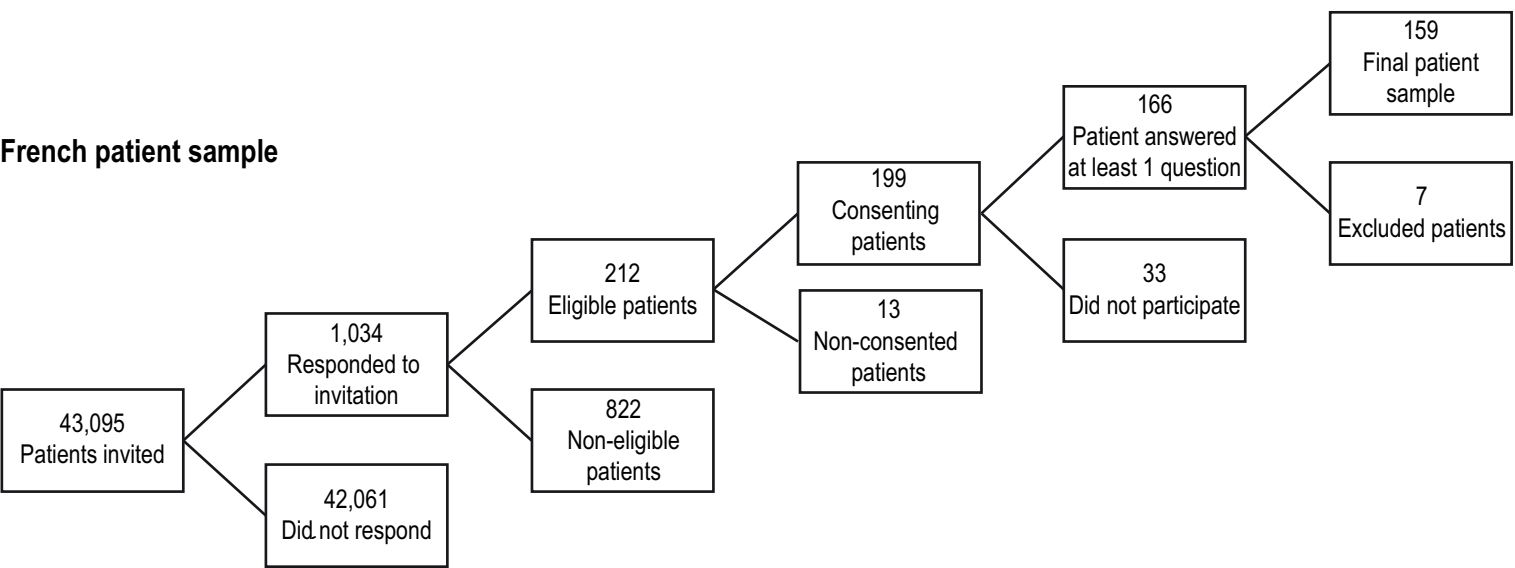 French patient sample
43,095
Patients invited
1,034
Responded to
invitation
42,061
Did not respond
212
Eligible patients
822
Non-eligible
patients
199
Consenting
patients
13
Non-consented
patients
166
Patient answered
at least 1 question
33
Did not participate
159
Final patient
sample
7
Excluded patients